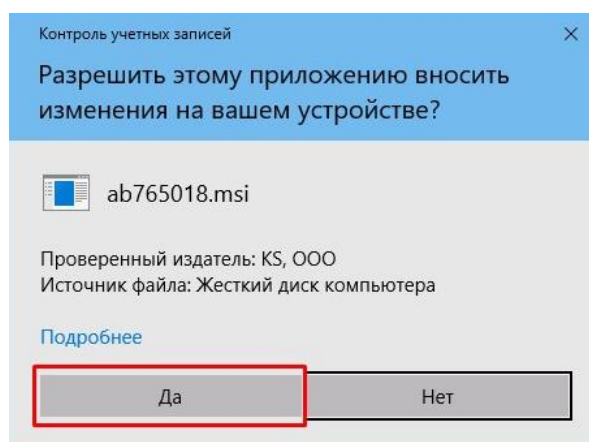 Контроль учетных записей
Разрешить этому приложению вносить
изменения на вашем устройстве?
ab765018.msi
Проверенный издатель: KS, ООО
Источник файла: Жесткий диск компьютера
Подробнее
Да
Нет